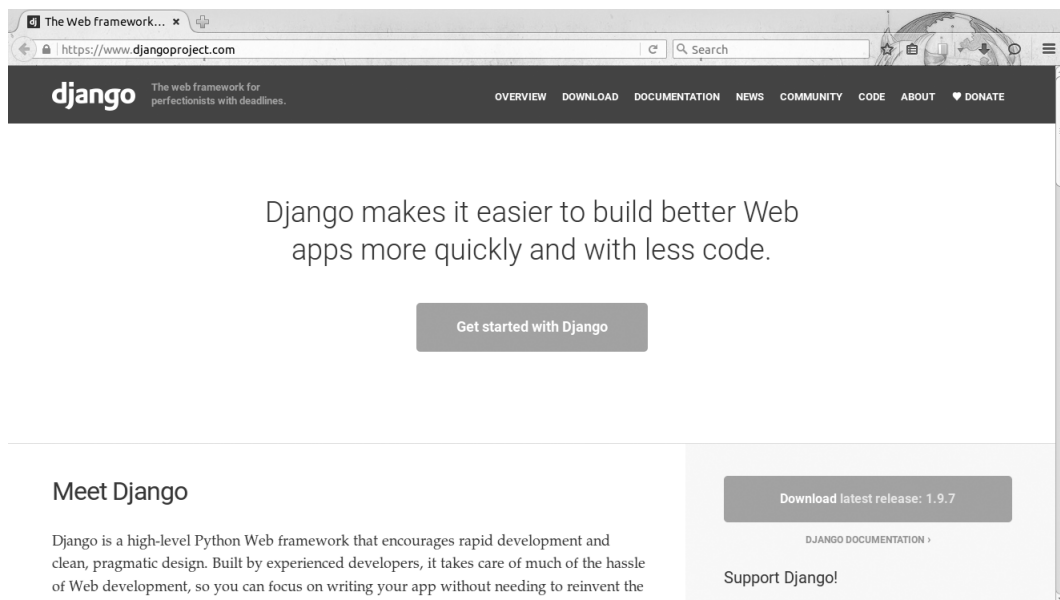 The Web framework...
https://www.djangoproject.com
Search
django
The web framework for
perfectionists with deadlines.
OVERVIEW DOWNLOAD DOCUMENTATION NEWS COMMUNITY CODE ABOUT ♥ DONATE
Django makes it easier to build better Web
apps more quickly and with less code.
Get started with Django
Meet Django
Django is a high-level Python Web framework that encourages rapid development and
clean, pragmatic design. Built by experienced developers, it takes care of much of the hassle
of Web development, so you can focus on writing your app without needing to reinvent the
Download latest release: 1.9.7
DJANGO DOCUMENTATION ›
Support Django!